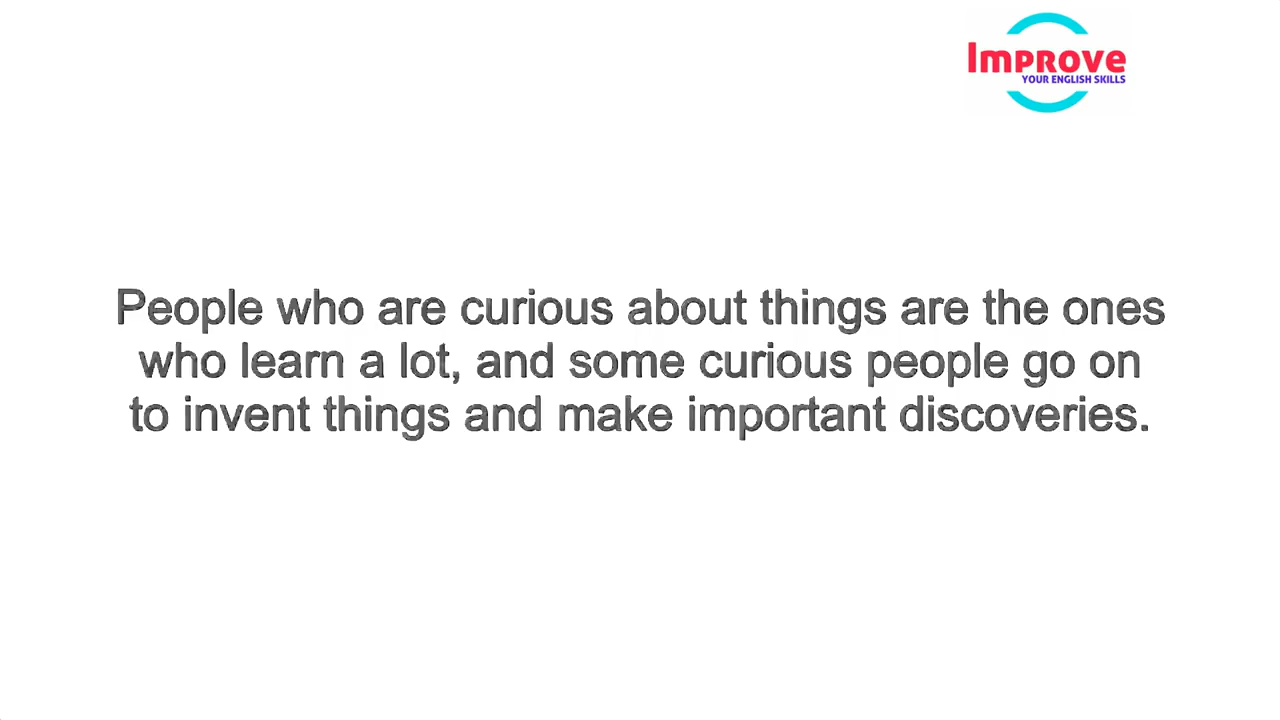 Improve
YOUR ENGLISH SKILLS
People who are curious about things are the ones
who learn a lot, and some curious people go on
to invent things and make important discoveries.